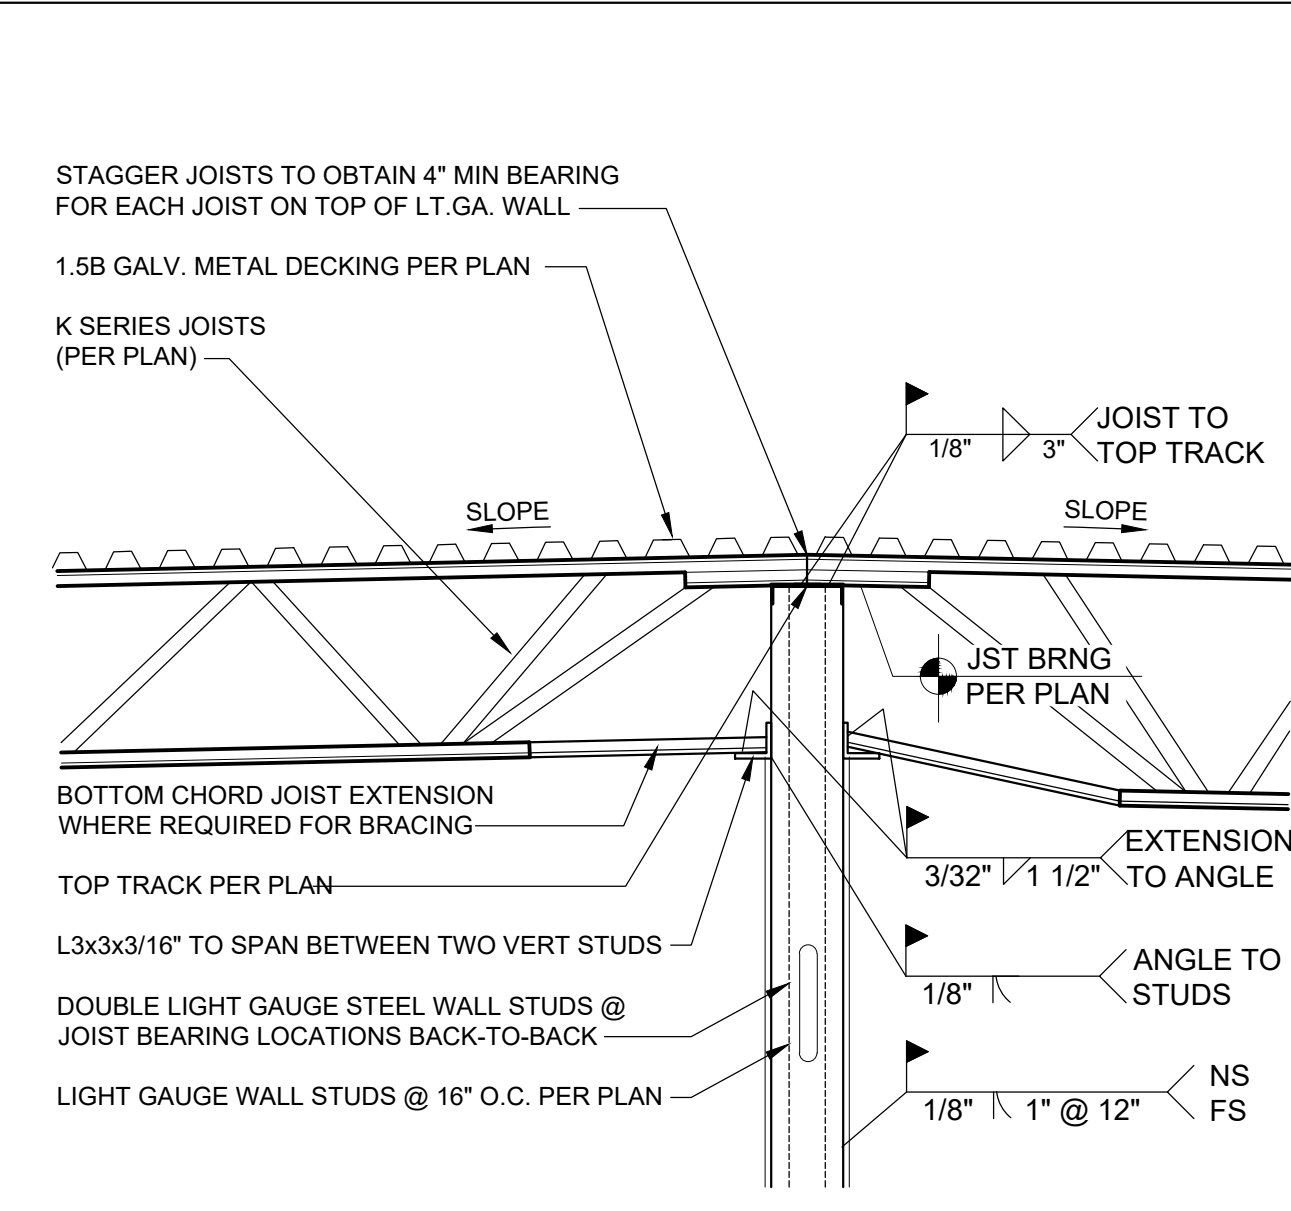 STAGGER JOISTS TO OBTAIN 4" MIN BEARING
FOR EACH JOIST ON TOP OF LT.GA. WALL
1.5B GALV. METAL DECKING PER PLAN
K SERIES JOISTS
(PER PLAN)
JOIST TO
1/8" 3"
TOP TRACK
SLOPE
SLOPE
JST BRNG
PER PLAN
BOTTOM CHORD JOIST EXTENSION
WHERE REQUIRED FOR BRACING
EXTENSION
3/32" 1 1/2"
TO ANGLE
TOP TRACK PER PLAN
L3x3x3/16" TO SPAN BETWEEN TWO VERT STUDS
ANGLE TO
1/8"
STUDS
DOUBLE LIGHT GAUGE STEEL WALL STUDS @
JOIST BEARING LOCATIONS BACK-TO-BACK
LIGHT GAUGE WALL STUDS @ 16" O.C. PER PLAN
NS
1/8" 1" @ 12"
FS